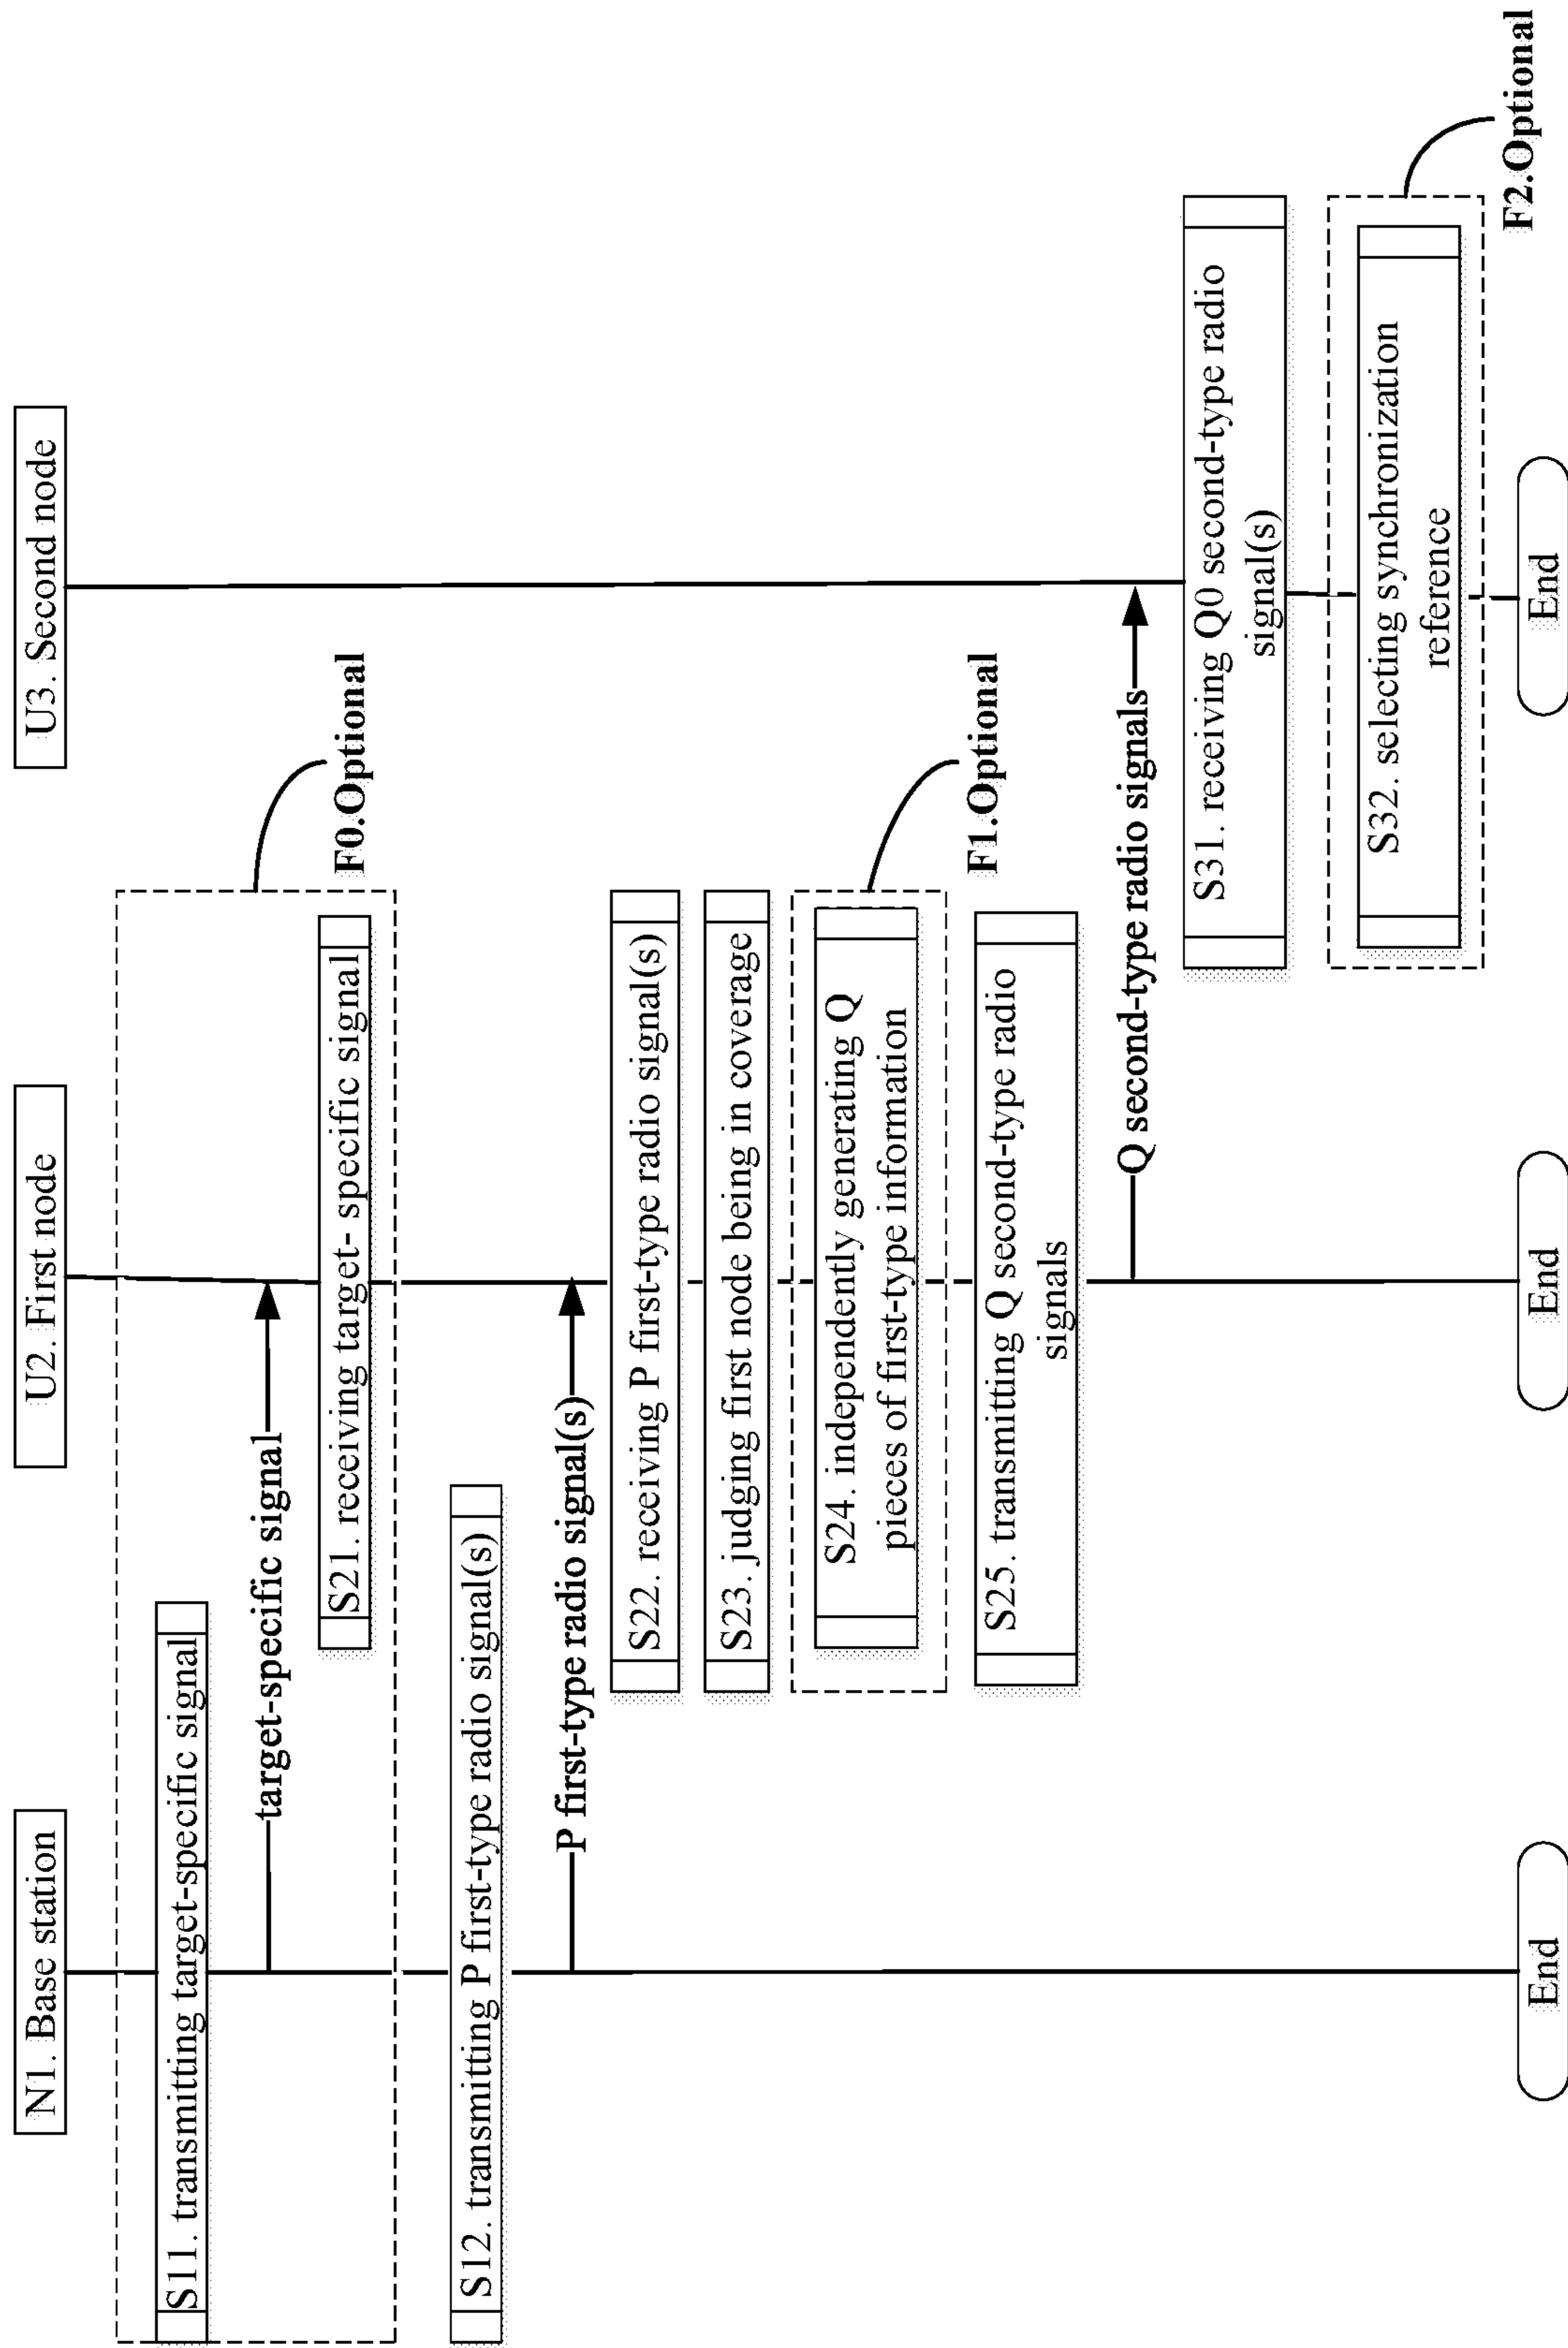 N1. Base station
U2. First node
U3. Second node
S11. transmitting target-specific signal
target-specific signal
S21. receiving target- specific signal
F0.Optional
S12. transmitting P first-type radio signal(s)
P first-type radio signal(s)
S22. receiving P first-type radio signal(s)
S23. judging first node being in coverage
S24. independently generating Q
pieces of first-type information
F1.Optional
S25. transmitting Q second-type radio
signals
Q second-type radio signals
S31. receiving Q0 second-type radio
signal(s)
S32. selecting synchronization
reference
F2.Optional
End
End
End